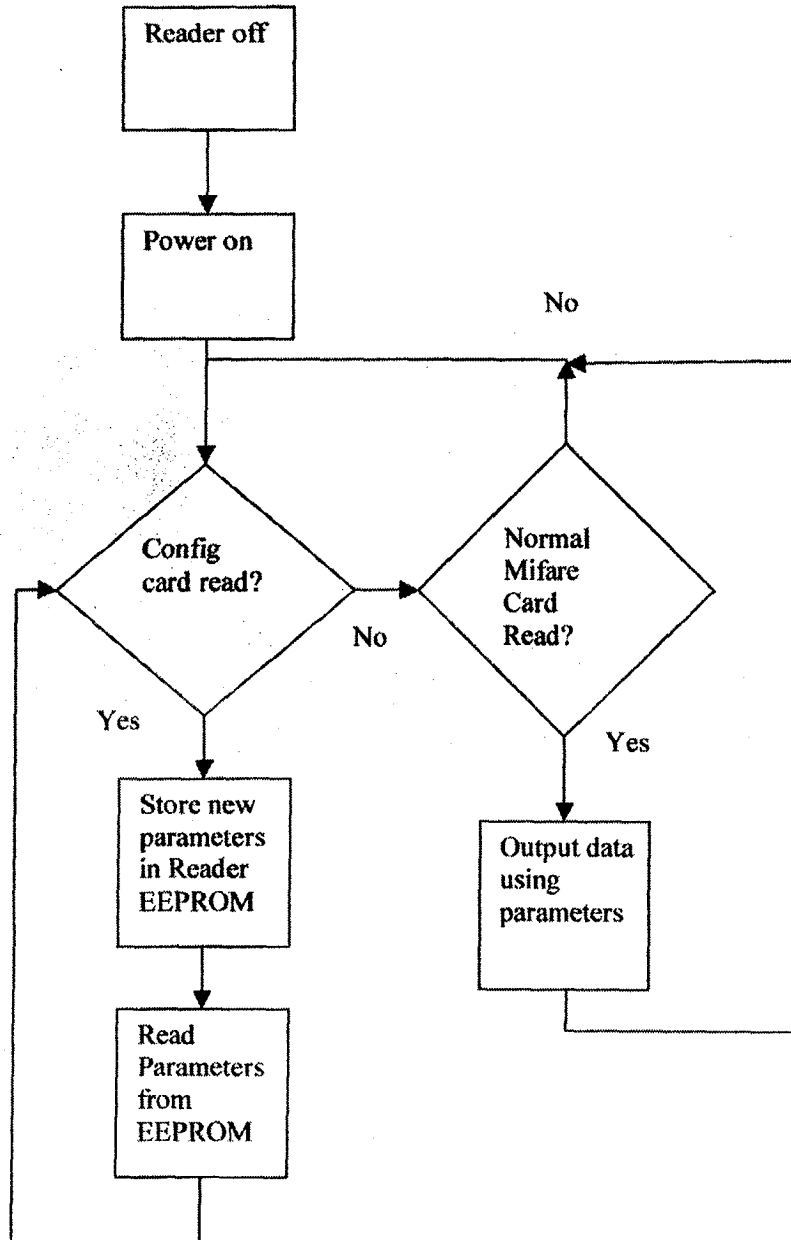 Reader off
Power on
No
Config
card read?
No
Yes
Normal
Mifare
Card
Read?
Yes
Store new
parameters
in Reader
EEPROM
Output data
using
parameters
Read
Parameters
from
EEPROM